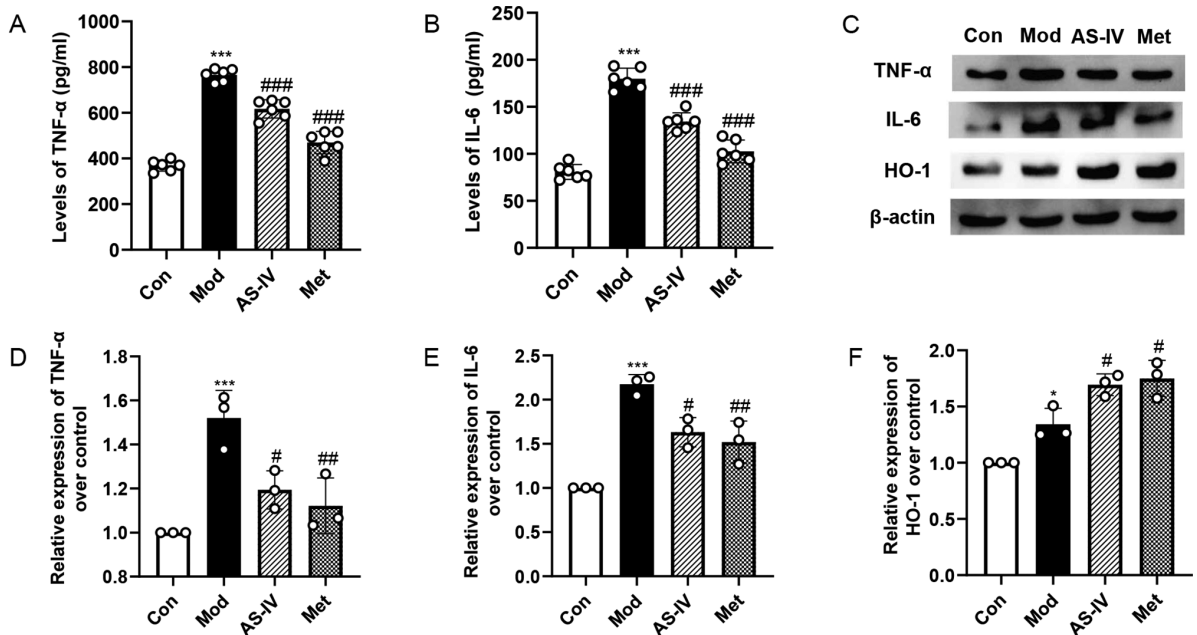 A
Levels of TNF-α (pg/ml)
1000
800
600
400
200
0
***
###
###
Con
Mod
AS-IV
Met
B
Levels of IL-6 (pg/ml)
250
200
150
100
50
0
***
###
###
Con
Mod
AS-IV
Met
C
Con Mod AS-IV Met
TNF-α
IL-6
HO-1
β-actin
D
Relative expression of TNF-α
over control
1.8
1.6
1.4
1.2
1.0
0.8
***
#
##
Con
Mod
AS-IV
Met
E
Relative expression of IL-6
over control
2.5
2.0
1.5
1.0
0.5
0.0
***
#
##
Con
Mod
AS-IV
Met
F
Relative expression of
HO-1 over control
2.0
1.5
1.0
0.5
0.0
*
#
#
Con
Mod
AS-IV
Met